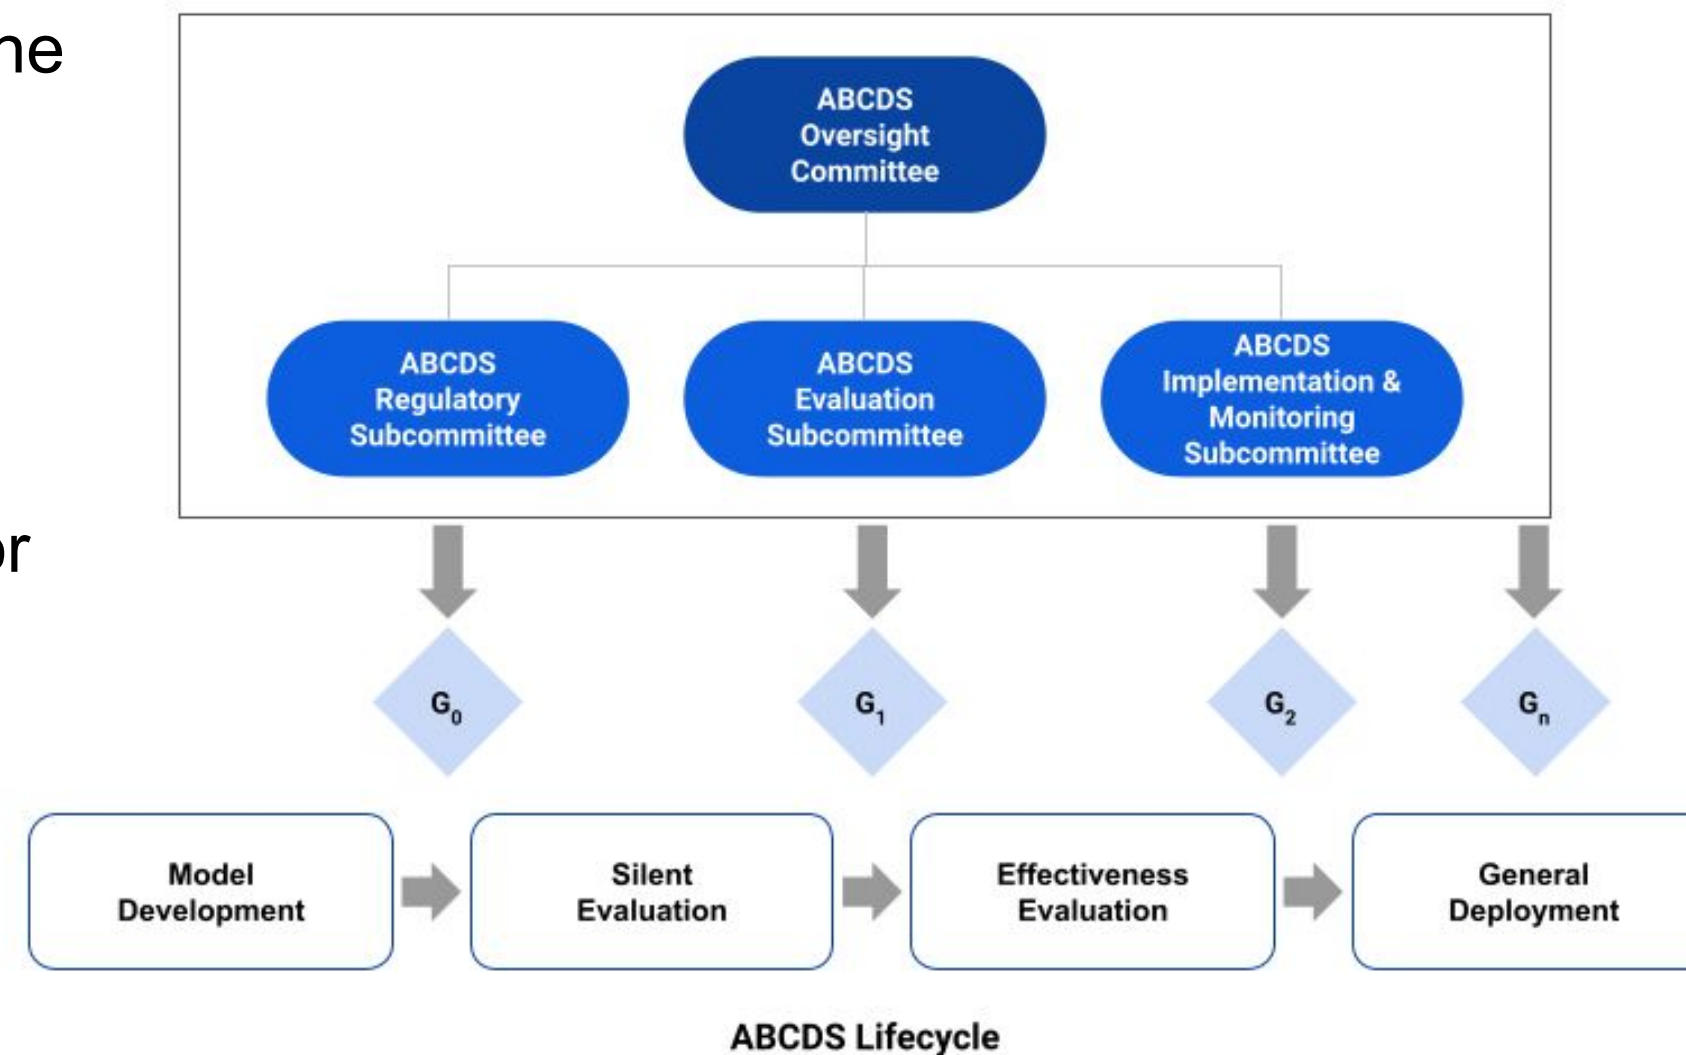 ne
or
ABCDS
Oversight
Committee
ABCDS
Regulatory
Subcommittee
ABCDS
Evaluation
Subcommittee
ABCDS
Implementation &
Monitoring
Subcommittee
G₀
G₁
G₂
Gₙ
Model
Development
Silent
Evaluation
Effectiveness
Evaluation
General
Deployment
ABCDS Lifecycle